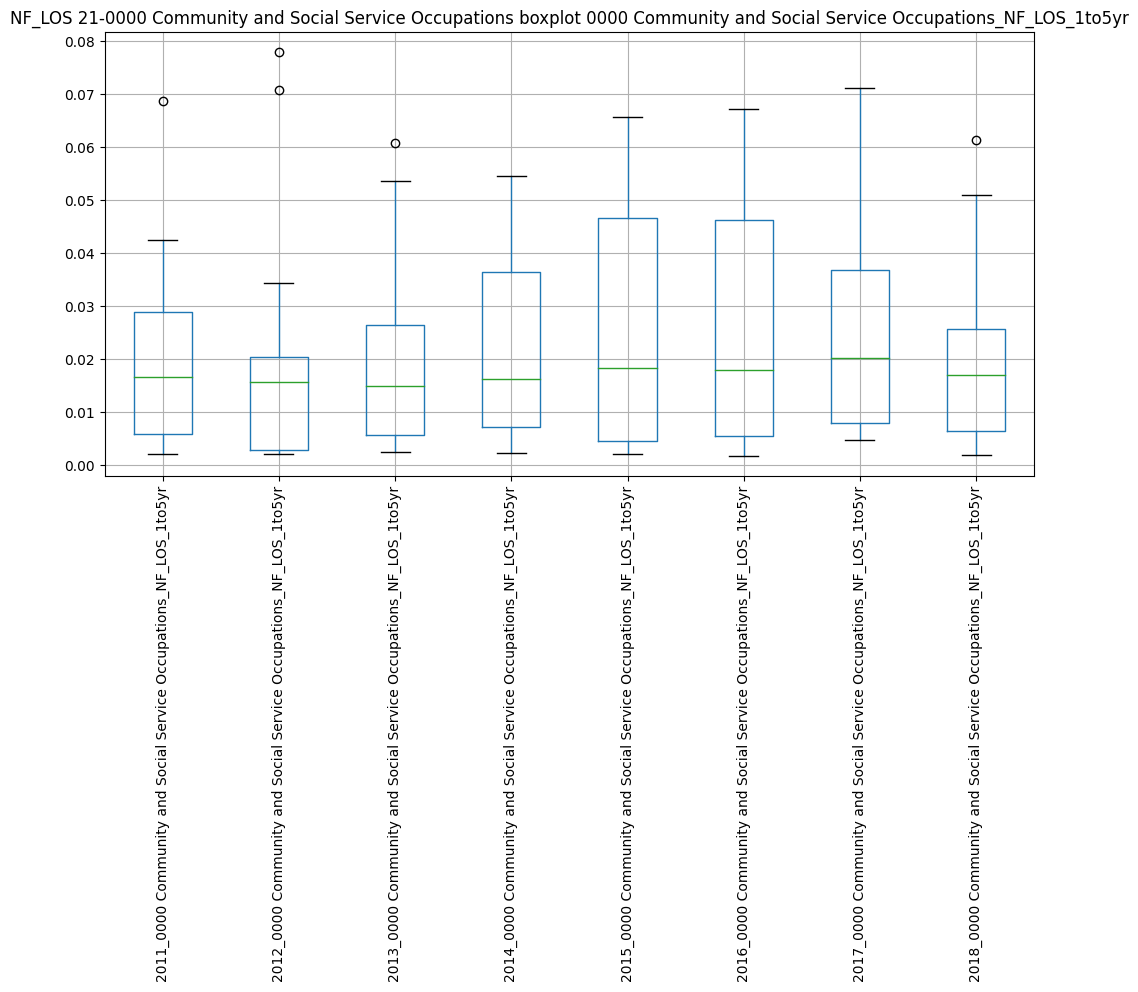 NF_LOS 21-0000 Community and Social Service Occupations boxplot 0000 Community and Social Service Occupations_NF_LOS_1to5yr
0.08
0.07
0.06
0.05
0.04
0.03
0.02
0.01
0.00
2011_0000 Community and Social Service Occupations_NF_LOS_1to5yr
2012_0000 Community and Social Service Occupations_NF_LOS_1to5yr
2013_0000 Community and Social Service Occupations_NF_LOS_1to5yr
2014_0000 Community and Social Service Occupations_NF_LOS_1to5yr
2015_0000 Community and Social Service Occupations_NF_LOS_1to5yr
2016_0000 Community and Social Service Occupations_NF_LOS_1to5yr
2017_0000 Community and Social Service Occupations_NF_LOS_1to5yr
2018_0000 Community and Social Service Occupations_NF_LOS_1to5yr